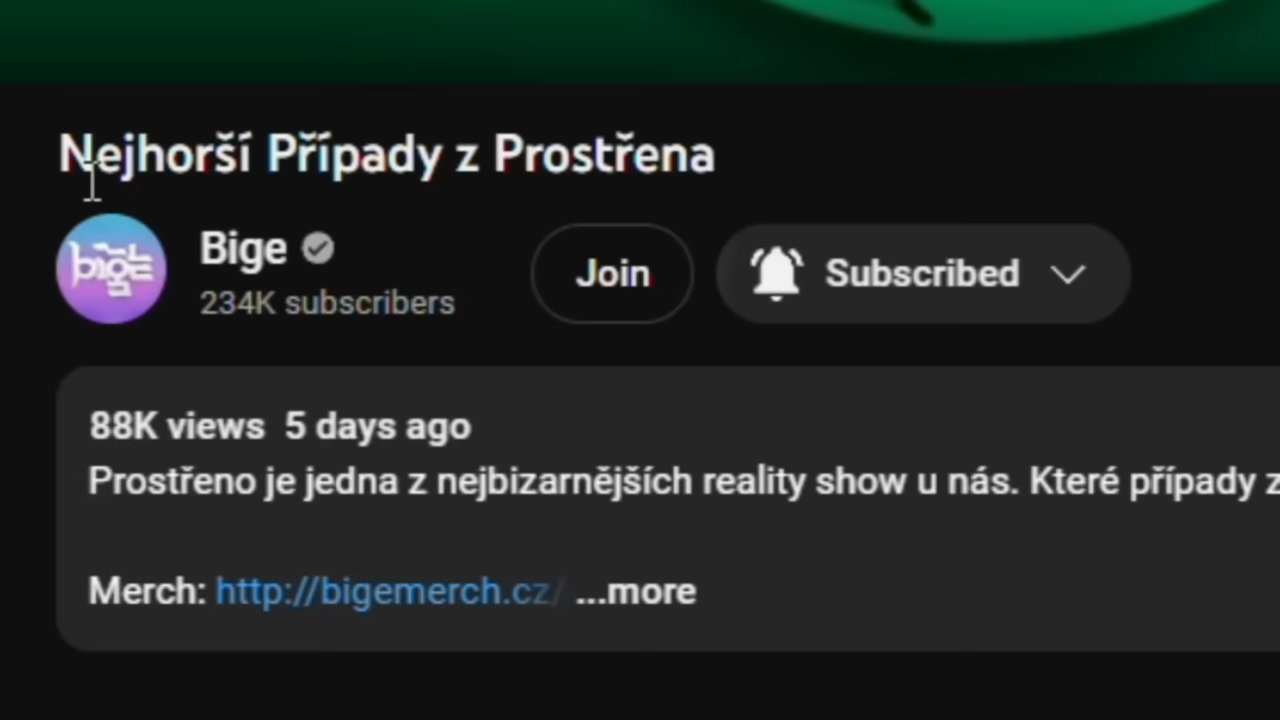 Nejhorší Případy z Prostřena
bige
Bige
Join
Subscribed
234K subscribers
88K views 5 days ago
Prostřeno je jedna z nejbizarnějších reality show u nás. Které případy z
Merch: http://bigemerch.cz/ ...more